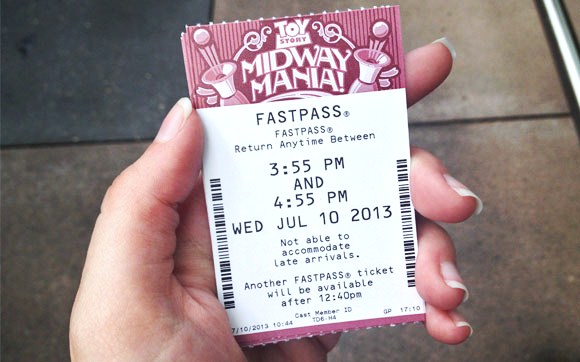 TOY
STORY
MIDWAY
MANIA!
FASTPASS®
FASTPASS®
Return Anytime Between
3:55 PM
AND
4:55 PM
WED JUL 10 2013
Not able to
accommodate
late arrivals.
Another FASTPASS® ticket
will be available
after 12:40pm
Cast Member ID
7/10/2013 10:44 TD6-H4 GP 17:10